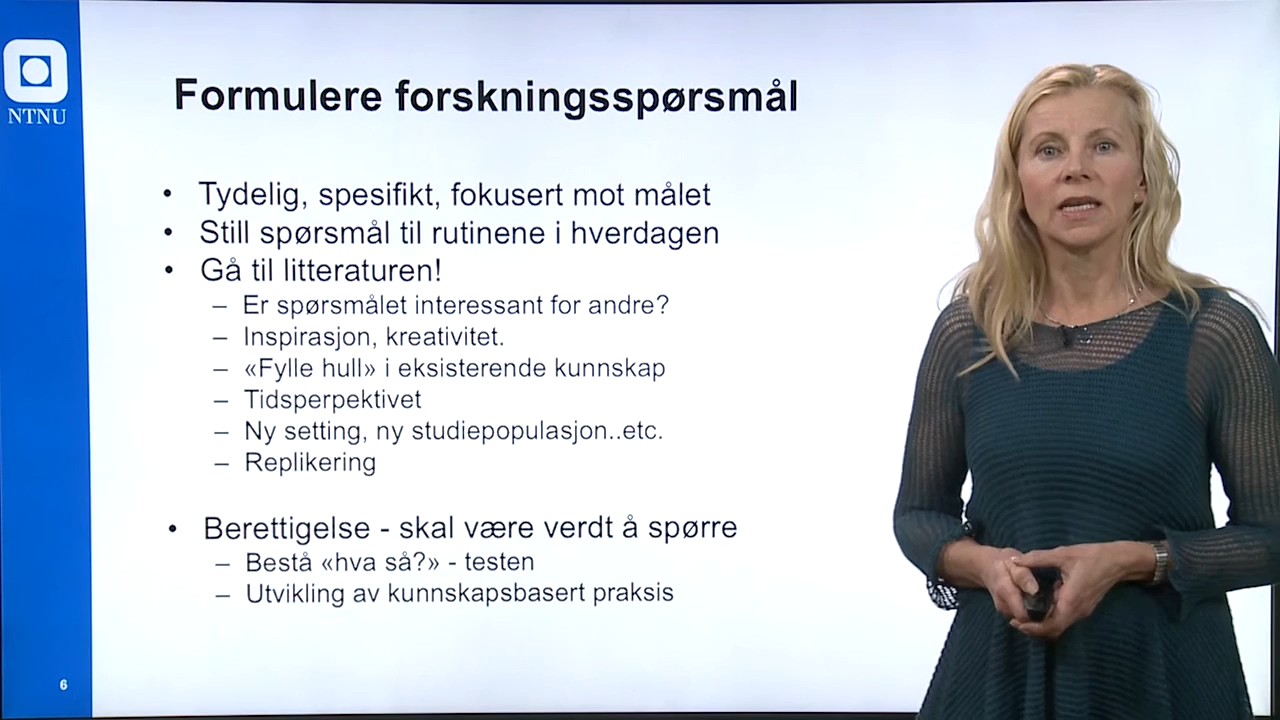 NTNU
Formulere forskningsspørsmål
• Tydelig, spesifikt, fokusert mot målet
• Still spørsmål til rutinene i hverdagen
• Gå til litteraturen!
– Er spørsmålet interessant for andre?
– Inspirasjon, kreativitet.
– «Fylle hull» i eksisterende kunnskap
– Tidsperpektivet
– Ny setting, ny studiepopulasjon..etc.
– Replikering
• Berettigelse - skal være verdt å spørre
– Bestå «hva så?» - testen
– Utvikling av kunnskapsbasert praksis
6